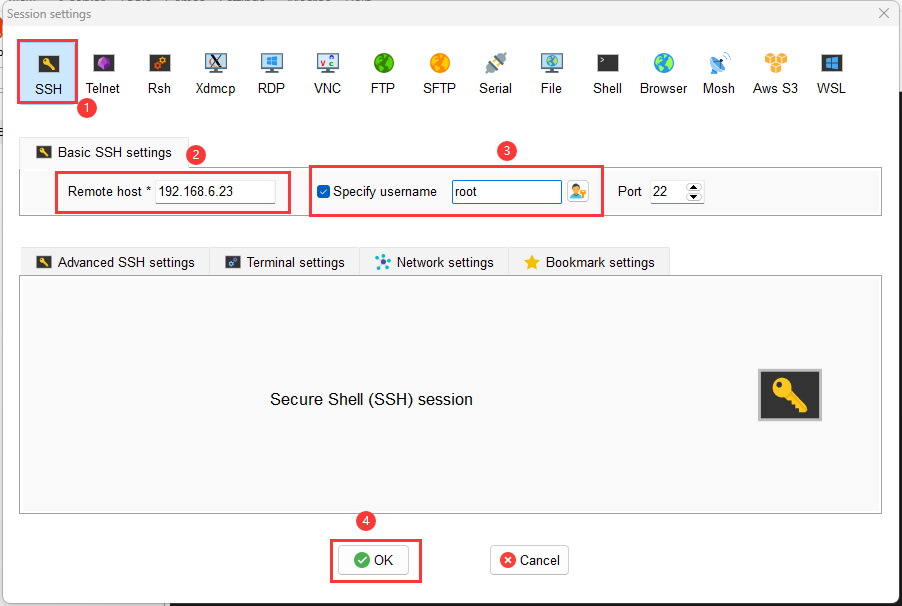 Session settings
SSH Telnet Rsh Xdmcp RDP VNC FTP SFTP Serial File Shell Browser Mosh Aws S3 WSL
1
Basic SSH settings 2 3
Remote host * 192.168.6.23 Specify username root Port 22
Advanced SSH settings Terminal settings Network settings Bookmark settings
Secure Shell (SSH) session
4
OK Cancel